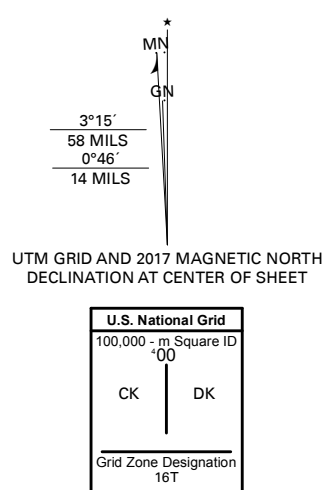 MN
GN
3°15´
58 MILS
0°46´
14 MILS
UTM GRID AND 2017 MAGNETIC NORTH
DECLINATION AT CENTER OF SHEET
U.S. National Grid
100,000 - m Square ID
⁴00
CK DK
Grid Zone Designation
16T